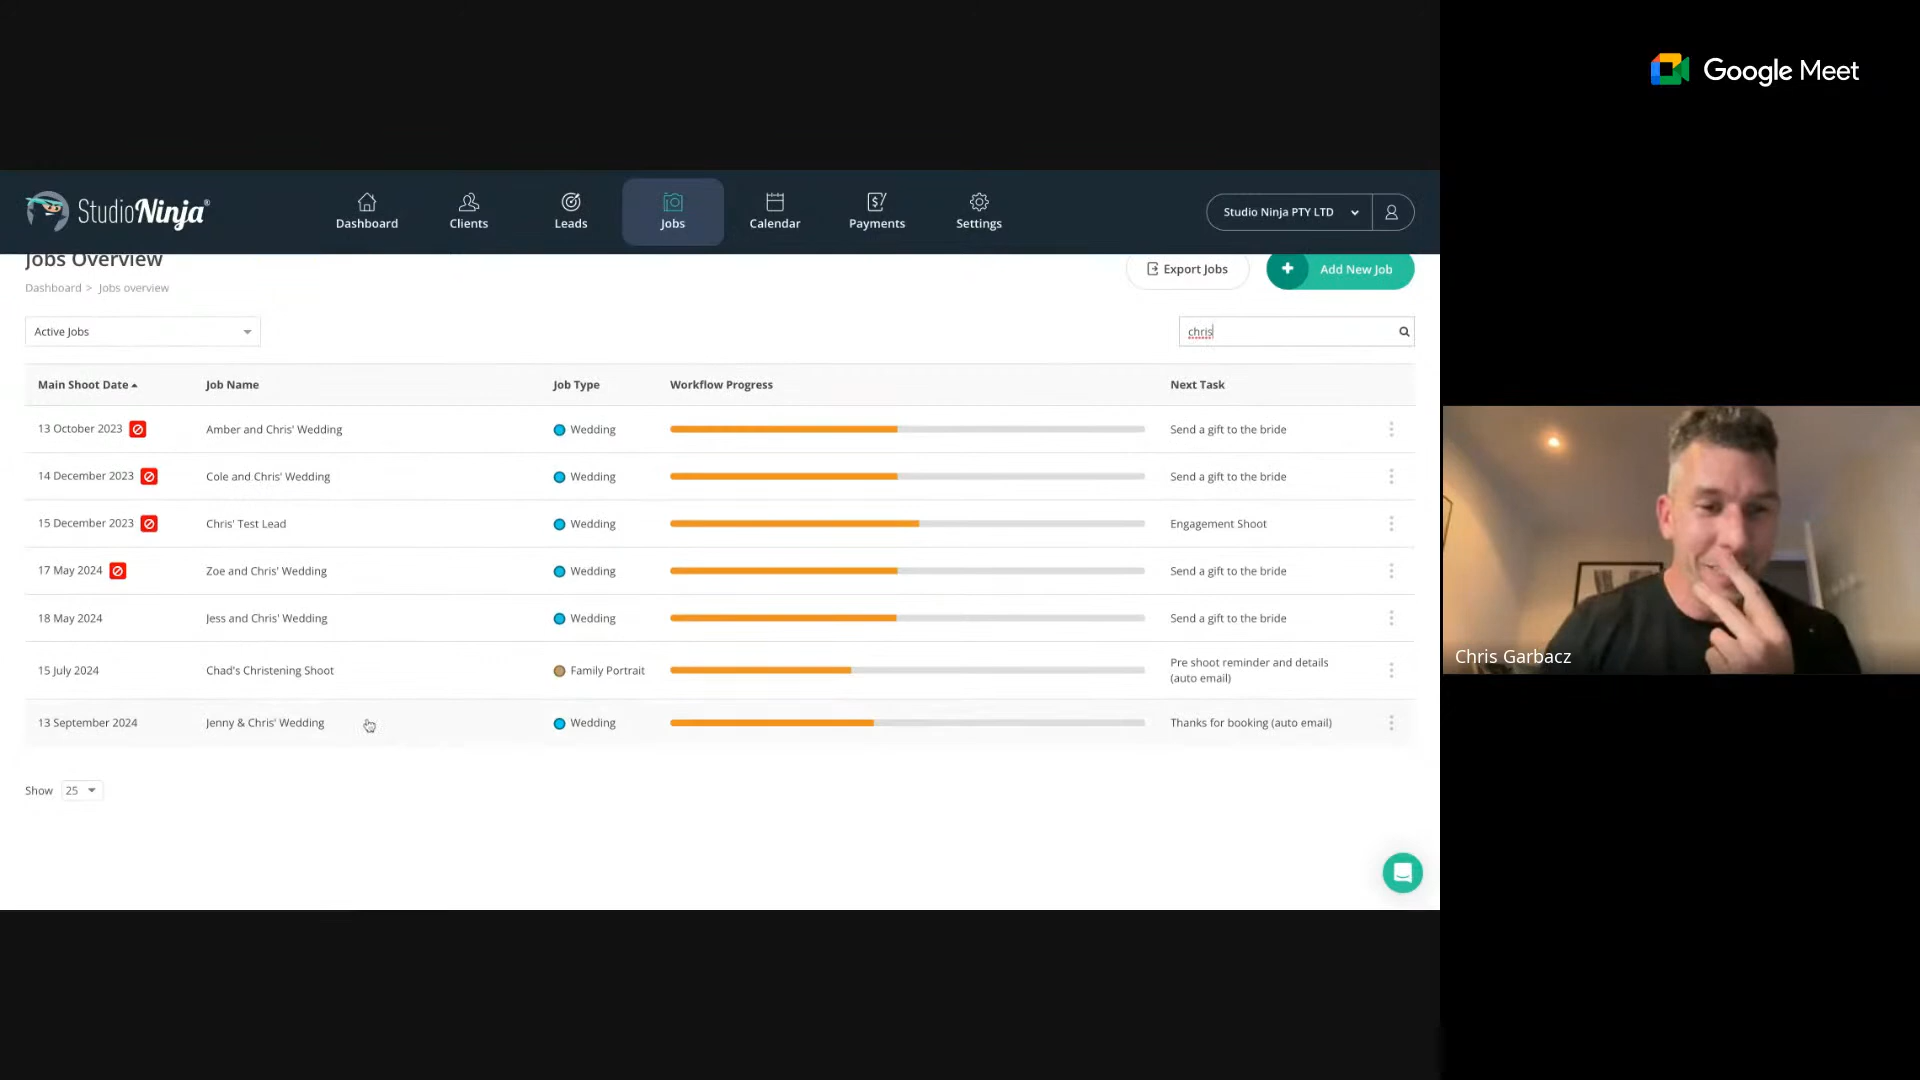 Google Meet
StudioNinja®
Dashboard
Clients
Leads
Jobs
Calendar
Payments
Settings
Studio Ninja PTY LTD
Jobs Overview
Export Jobs
Add New Job
Dashboard > Jobs overview
Active Jobs
chris
Main Shoot Date Job Name Job Type Workflow Progress Next Task
13 October 2023 Amber and Chris' Wedding Wedding Send a gift to the bride
14 December 2023 Cole and Chris' Wedding Wedding Send a gift to the bride
15 December 2023 Chris' Test Lead Wedding Engagement Shoot
17 May 2024 Zoe and Chris' Wedding Wedding Send a gift to the bride
18 May 2024 Jess and Chris' Wedding Wedding Send a gift to the bride
15 July 2024 Chad's Christening Shoot Family Portrait Pre shoot reminder and details
(auto email)
13 September 2024 Jenny & Chris' Wedding Wedding Thanks for booking (auto email)
Show 25
Chris Garbacz